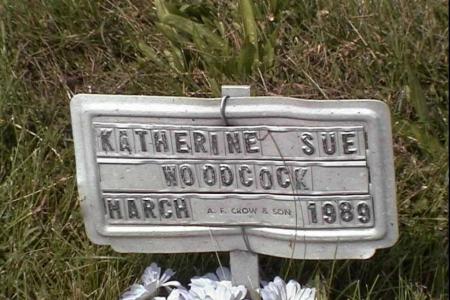 KATHERINE SUE
WOODCOCK
MARCH A. F. CROW & SON 1989